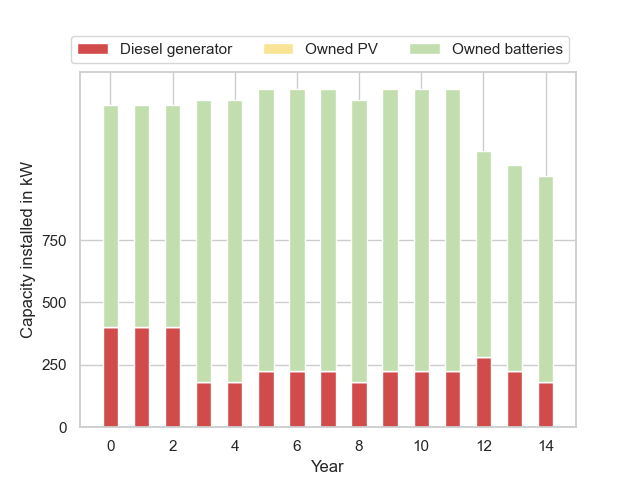 Diesel generator Owned PV Owned batteries
Capacity installed in kW
750
500
250
0
0 2 4 6 8 10 12 14
Year